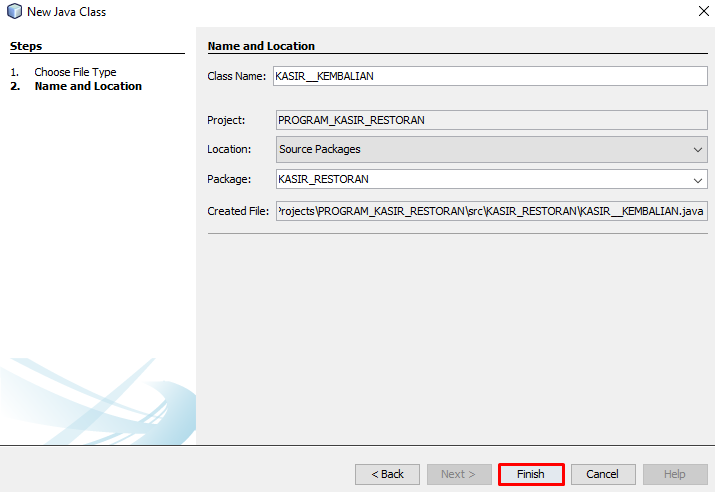 New Java Class
Steps
1. Choose File Type
2. Name and Location
Name and Location
Class Name: KASIR__KEMBALIAN
Project: PROGRAM_KASIR_RESTORAN
Location: Source Packages
Package: KASIR_RESTORAN
Created File: Projects\PROGRAM_KASIR_RESTORAN\src\KASIR_RESTORAN\KASIR__KEMBALIAN.java
< Back Next > Finish Cancel Help